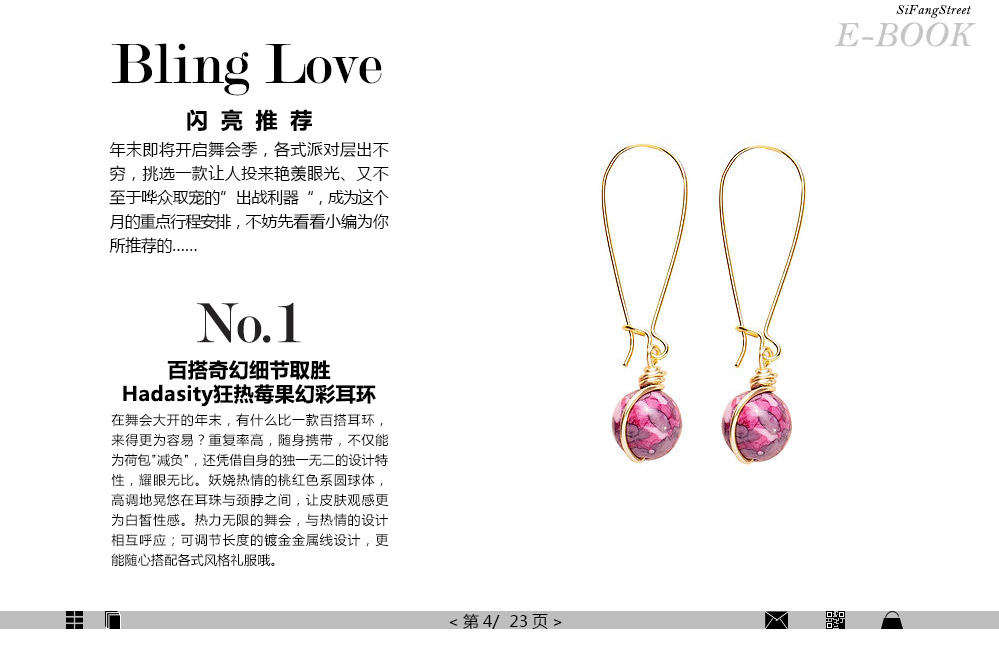 SiFangStreet
E-BOOK
Bling Love
闪亮推荐
年末即将开启舞会季，各式派对层出不
穷，挑选一款让人投来艳羡眼光、又不
至于哗众取宠的”出战利器“，成为这个
月的重点行程安排，不妨先看看小编为你
所推荐的......
No.1
百搭奇幻细节取胜
Hadasity狂热莓果幻彩耳环
在舞会大开的年末，有什么比一款百搭耳环，
来得更为容易？重复率高，随身携带，不仅能
为荷包"减负"，还凭借自身的独一无二的设计特
性，耀眼无比。妖娆热情的桃红色系圆球体，
高调地晃悠在耳珠与颈脖之间，让皮肤观感更
为白皙性感。热力无限的舞会，与热情的设计
相互呼应；可调节长度的镀金金属线设计，更
能随心搭配各式风格礼服哦。
< 第 4/ 23 页 >